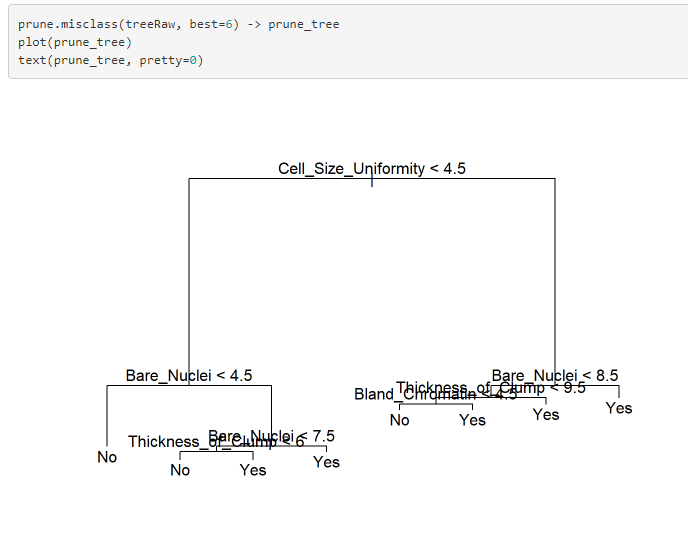 prune.misclass(treeRaw, best=6) -> prune_tree
plot(prune_tree)
text(prune_tree, pretty=0)
Cell_Size_Uniformity < 4.5
Bare_Nuclei < 4.5
Bare_Nuclei < 8.5
Thickness_of_Clump < 9.5
Bland_Chromatin < 4.5
No
Yes
Yes
Yes
Bare_Nuclei < 7.5
Thickness_of_Clump < 6
No
No
Yes
Yes